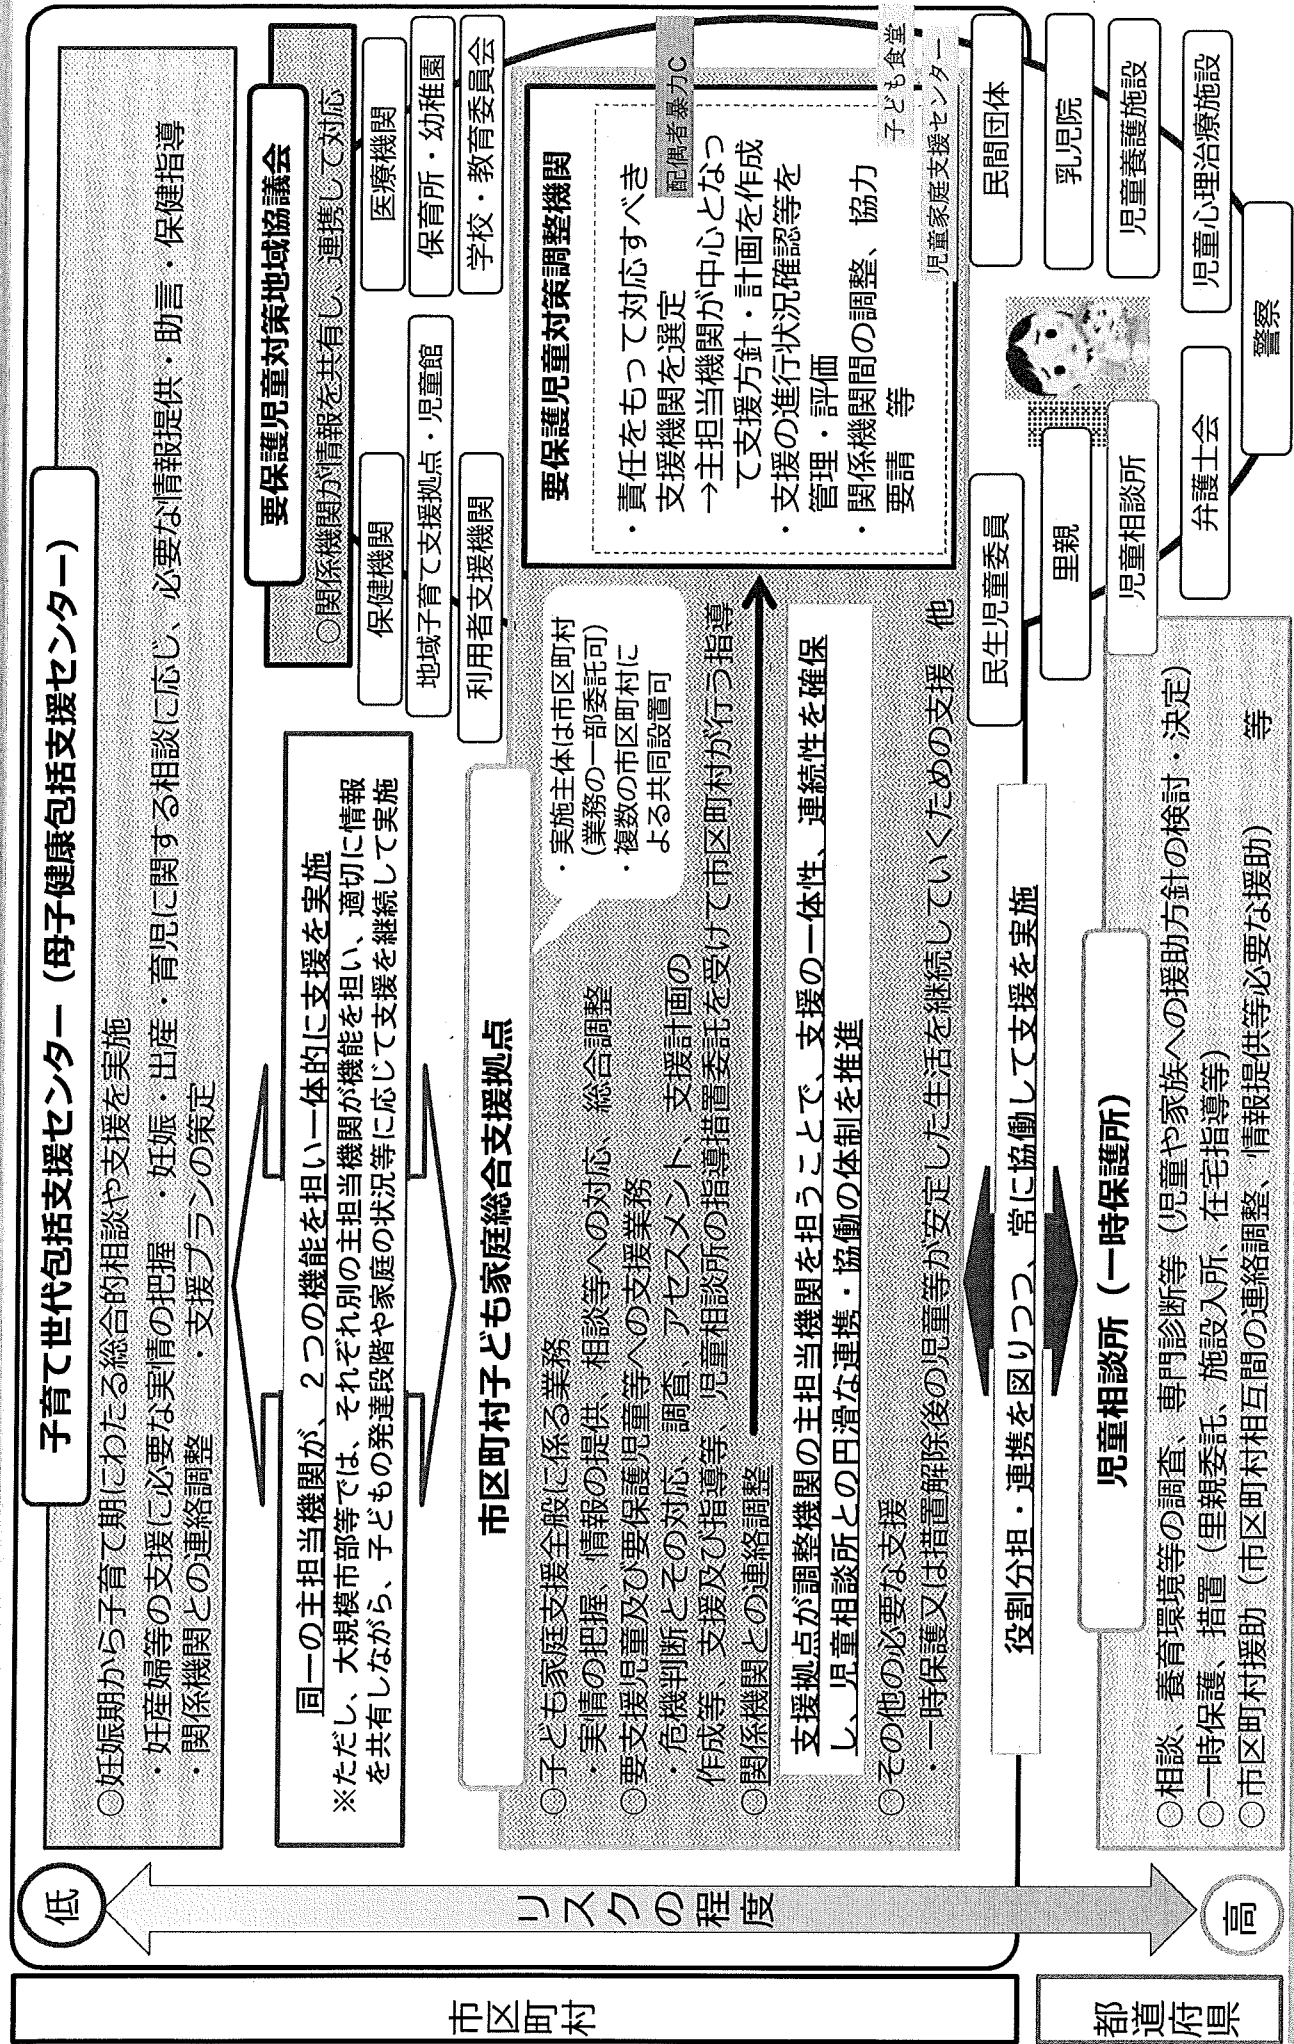 市区町村
都道府県
低
リスクの程度
高
子育て世代包括支援センター（母子健康包括支援センター）
○妊娠期から子育て期にわたる総合的相談や支援を実施
・妊産婦等の支援に必要な実情の把握　・妊娠・出産・育児に関する相談に応じ、必要な情報提供・助言・保健指導
・関係機関との連絡調整　・支援プランの策定
同一の主担当機関が、２つの機能を担い一体的に支援を実施
※ただし、大規模市部等では、それぞれ別の主担当機関が機能を担い、適切に情報
を共有しながら、子どもの発達段階や家庭の状況等に応じて支援を継続して実施
市区町村子ども家庭総合支援拠点
・実施主体は市区町村
（業務の一部委託可）
・複数の市区町村に
よる共同設置可
○子ども家庭支援全般に係る業務
・実情の把握、情報の提供、相談等への対応、総合調整
○要支援児童及び要保護児童等への支援業務
・危機判断とその対応、調査、アセスメント、支援計画の
作成等、支援及び指導等、児童相談所の指導措置委託を受けて市区町村が行う指導
○関係機関との連絡調整
支援拠点が調整機関の主担当機関を担うことで、支援の一体性、連続性を確保
し、児童相談所との円滑な連携・協働の体制を推進
○その他の必要な支援
・一時保護又は措置解除後の児童等が安定した生活を継続していくための支援　他
役割分担・連携を図りつつ、常に協働して支援を実施
児童相談所（一時保護所）
○相談、養育環境等の調査、専門診断等（児童や家族への援助方針の検討・決定）
○一時保護、措置（里親委託、施設入所、在宅指導等）
○市区町村援助（市区町村相互間の連絡調整、情報提供等必要な援助）　等
要保護児童対策地域協議会
○関係機関が情報を共有し、連携して対応
保健機関
医療機関
地域子育て支援拠点・児童館
保育所・幼稚園
利用者支援機関
学校・教育委員会
要保護児童対策調整機関
・責任をもって対応すべき
支援機関を選定
→主担当機関が中心となっ
て支援方針・計画を作成
・支援の進行状況確認等を
管理・評価
・関係機関間の調整、協力
要請　等
配偶者暴力C
子ども食堂
児童家庭支援センター
民生児童委員
民間団体
里親
乳児院
児童相談所
児童養護施設
弁護士会
児童心理治療施設
警察